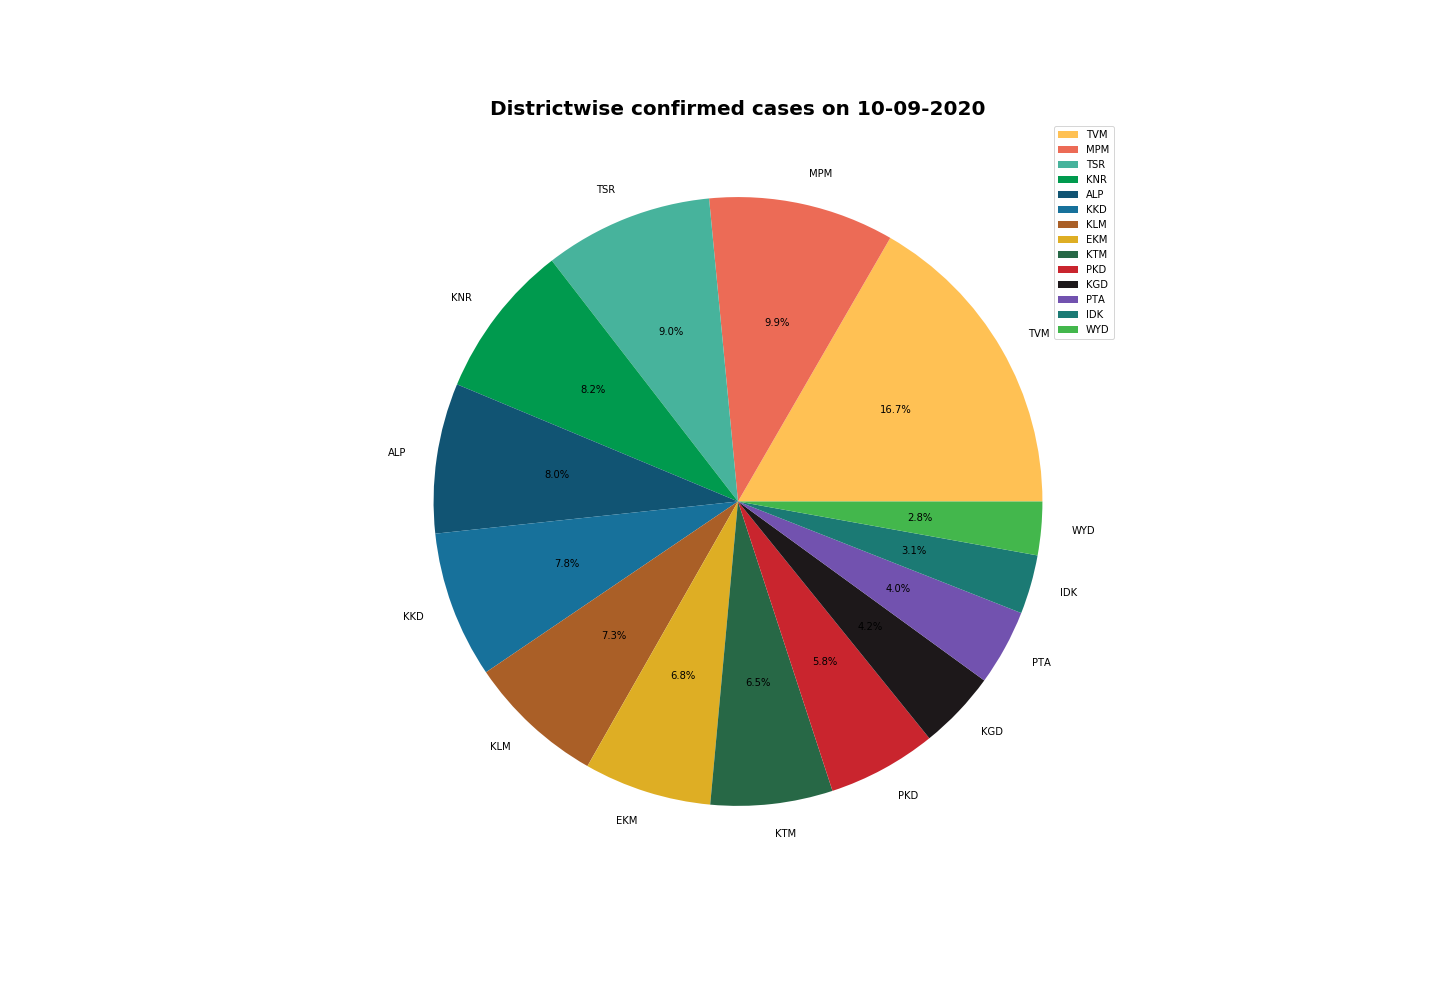 Districtwise confirmed cases on 10-09-2020
TVM
MPM
TSR
KNR
ALP
KKD
KLM
EKM
KTM
PKD
KGD
PTA
IDK
WYD
MPM
TSR
KNR
TVM
9.9%
9.0%
8.2%
16.7%
ALP
8.0%
2.8%
WYD
3.1%
7.8%
4.0%
IDK
KKD
4.2%
7.3%
5.8%
PTA
6.8%
6.5%
KGD
KLM
PKD
EKM
KTM